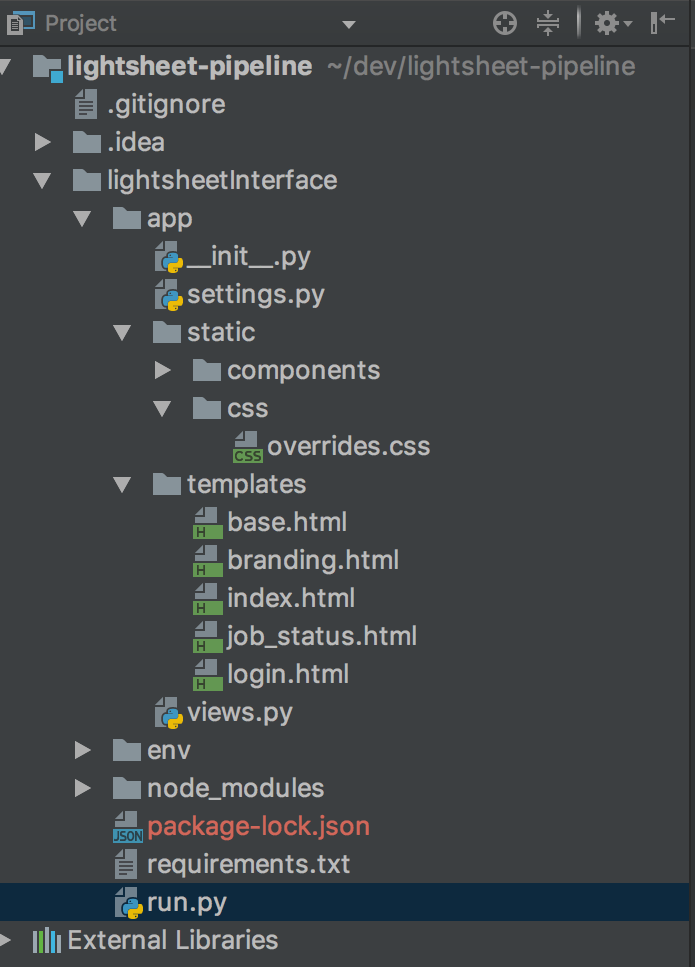 Project
lightsheet-pipeline ~/dev/lightsheet-pipeline
.gitignore
.idea
lightsheetInterface
app
__init__.py
settings.py
static
components
css
CSS overrides.css
templates
H base.html
H branding.html
H index.html
H job_status.html
H login.html
views.py
env
node_modules
JSON package-lock.json
requirements.txt
run.py
External Libraries